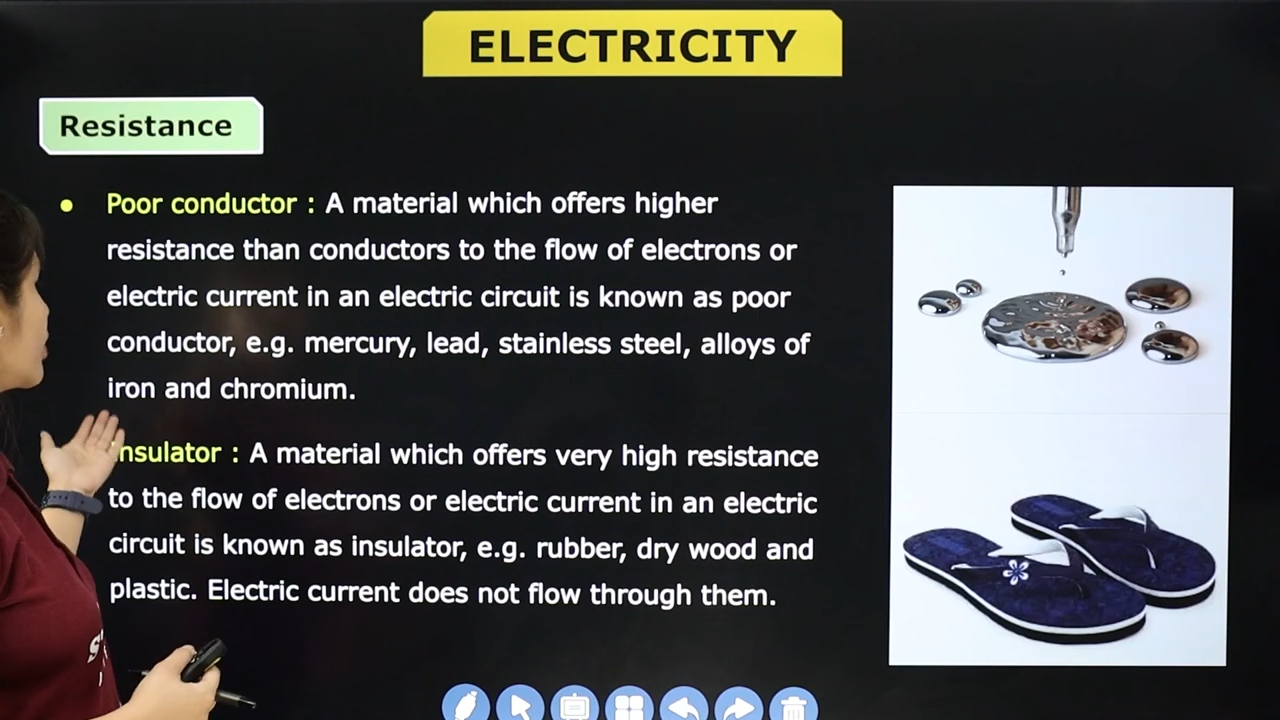 ELECTRICITY
Resistance
Poor conductor : A material which offers higher
resistance than conductors to the flow of electrons or
electric current in an electric circuit is known as poor
conductor, e.g. mercury, lead, stainless steel, alloys of
iron and chromium.
Insulator : A material which offers very high resistance
to the flow of electrons or electric current in an electric
circuit is known as insulator, e.g. rubber, dry wood and
plastic. Electric current does not flow through them.